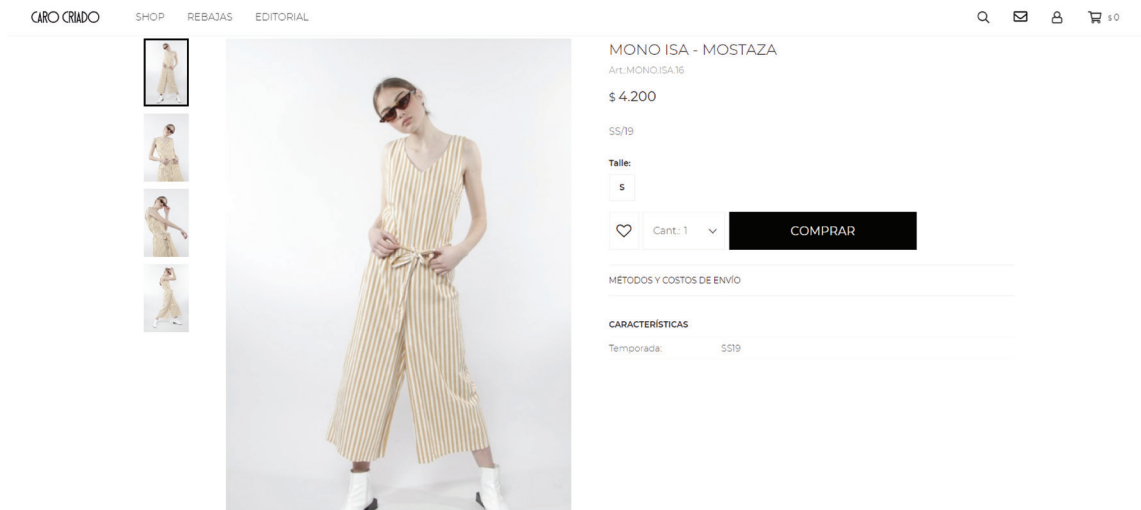 CARO CRIADO
SHOP
REBAJAS
EDITORIAL
$ 0
MONO ISA - MOSTAZA
Art.:MONO.ISA.16
$ 4.200
SS/19
Talle:
S
Cant.: 1
COMPRAR
MÉTODOS Y COSTOS DE ENVÍO
CARACTERÍSTICAS
Temporada: SS19